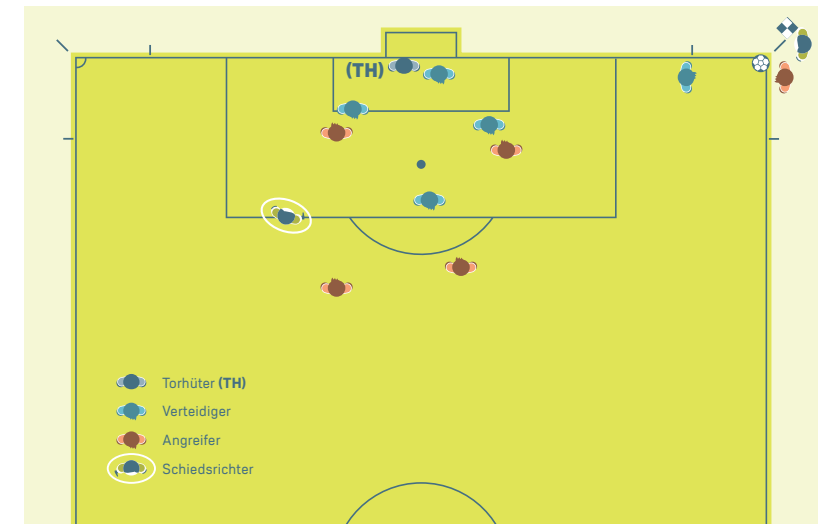 (TH)
Torhüter (TH)
Verteidiger
Angreifer
Schiedsrichter